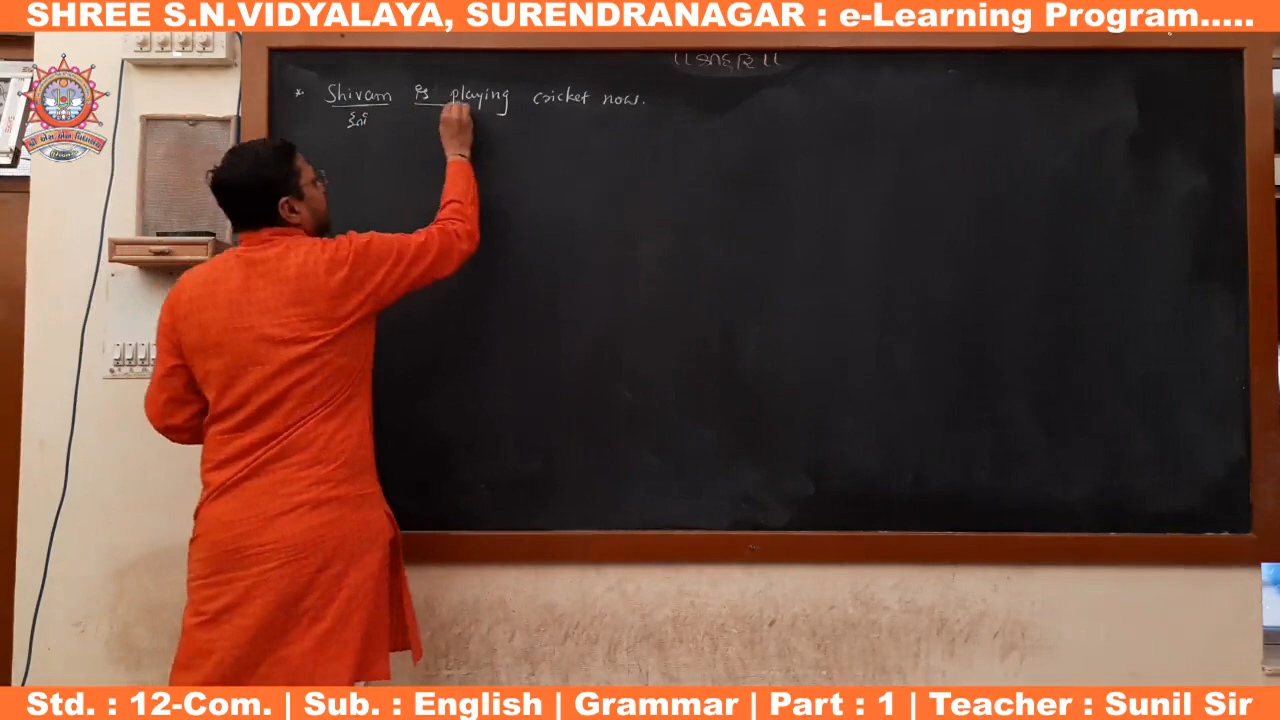 SHREE S.N.VIDYALAYA, SURENDRANAGAR : e-Learning Program.....
।। શ્રીહરિ ।।
* Shivam is playing cricket now.
કર્તા
Std. : 12-Com. | Sub. : English | Grammar | Part : 1 | Teacher : Sunil Sir